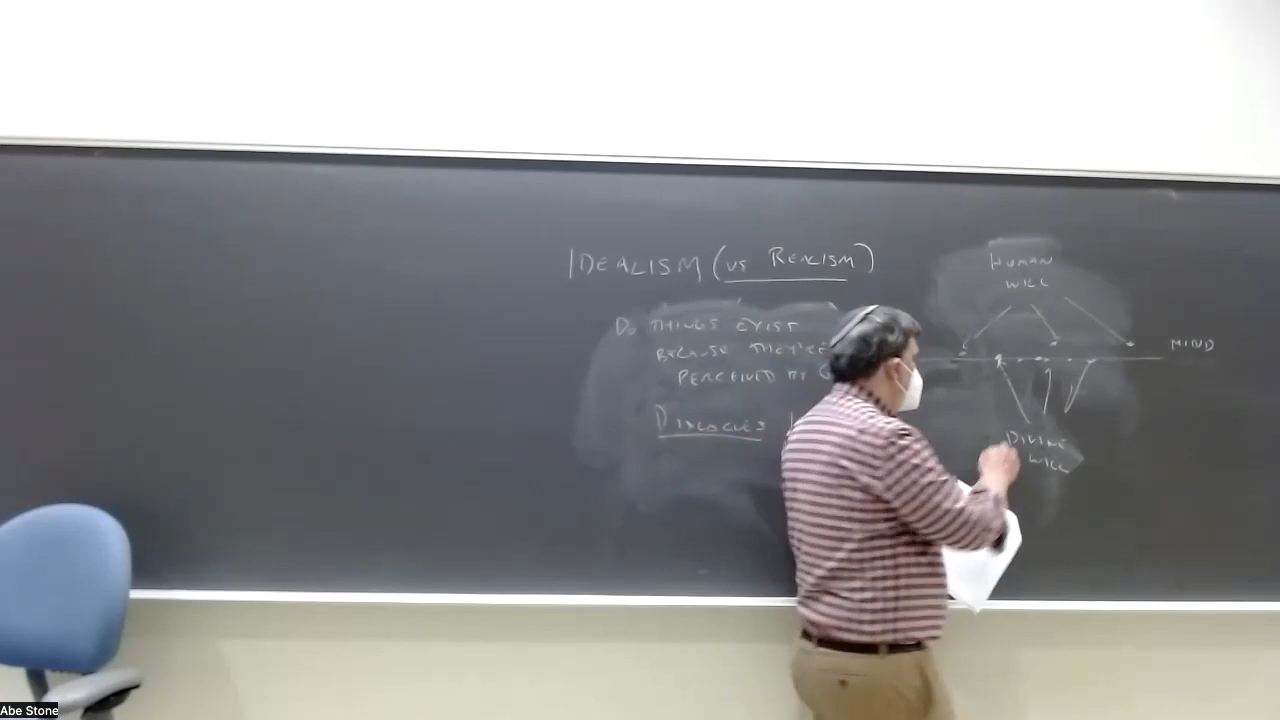 IDEALISM (VS REALISM)
DO THINGS EXIST
BECAUSE THEY'RE
PERCEIVED BY
DIALOGUES
HUMAN
WILL
MIND
DIVINE
WILL
Abe Stone